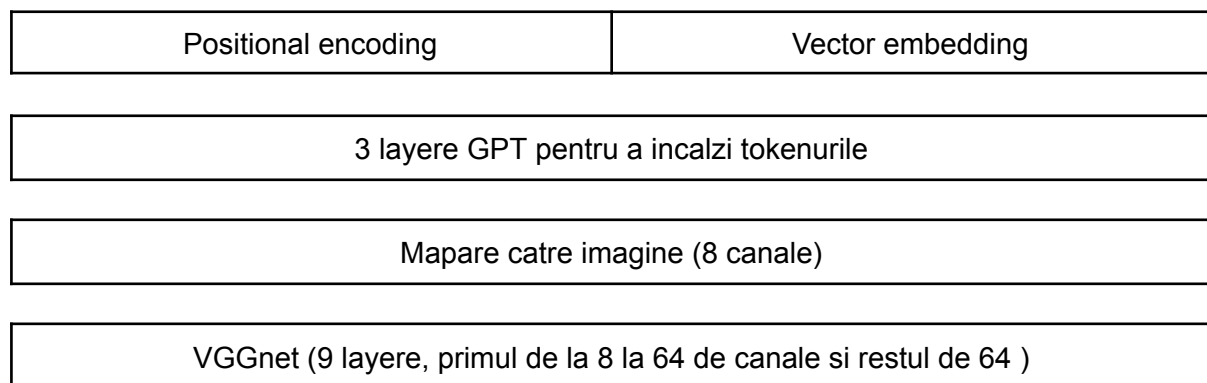 Positional encoding
Vector embedding
3 layere GPT pentru a incalzi tokenurile
Mapare catre imagine (8 canale)
VGGnet (9 layere, primul de la 8 la 64 de canale si restul de 64 )